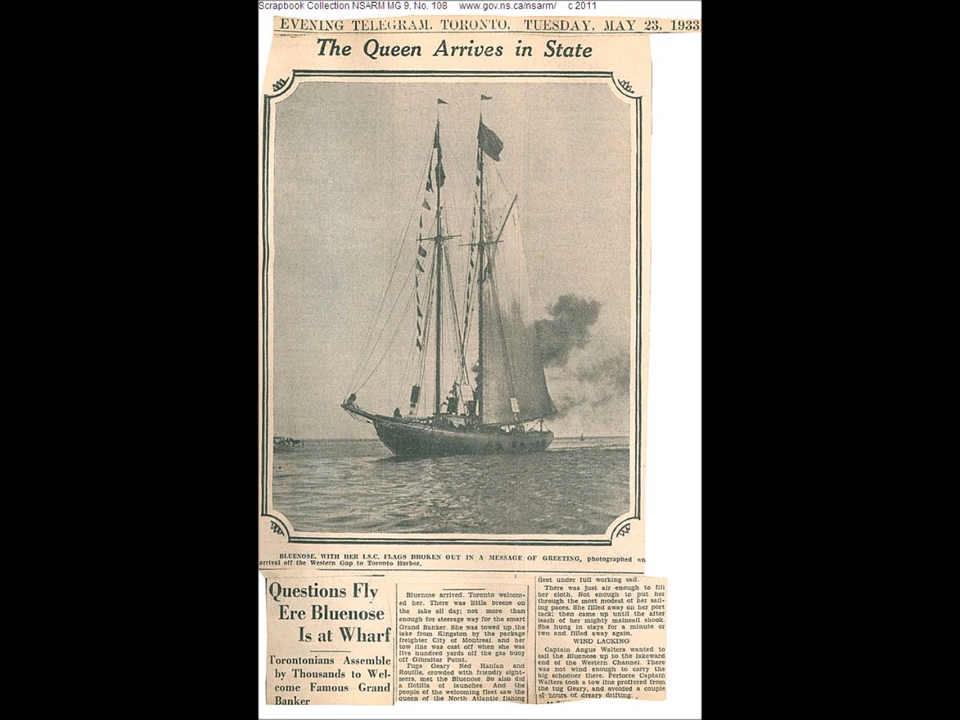 Scrapbook Collection NSARM MG 9, No. 108 www.gov.ns.ca/nsarm/ c 2011
EVENING TELEGRAM, TORONTO, TUESDAY, MAY 23, 1933
The Queen Arrives in State
BLUENOSE, WITH HER I.S.C. FLAGS BROKEN OUT IN A MESSAGE OF GREETING, photographed on
arrival off the Western Gap to Toronto Harbor.
Questions Fly
Ere Bluenose
Is at Wharf
Torontonians Assemble
by Thousands to Wel-
come Famous Grand
Banker
Bluenose arrived. Toronto welcom-
ed her. There was little breeze on
the lake all day; not more than
enough for steerage way for the smart
Grand Banker. She was towed up the
lake from Kingston by the package
freighter City of Montreal, and her
tow line was cast off when she was
five hundred yards off the gas buoy
off Gibraltar Point.
Tugs Geary Ned Hanlan and
Rouille, crowded with friendly sight-
seers, met the Bluenose. So also did
a flotilla of launches. And the
people of the welcoming fleet saw the
queen of the North Atlantic fishing
fleet under full working sail.
There was just air enough to fill
her cloth. Not enough to put her
through the most modest of her sail-
ing paces. She filled away on her port
tack; then came up until the after
leach of her mighty mainsail shook.
She hung in stays for a minute or
two and filled away again.
WIND LACKING
Captain Angus Walters wanted to
sail the Bluenose up to the lakeward
end of the Western Channel. There
was not wind enough to carry the
big schooner there. Perforce Captain
Walters took a tow line proffered from
the tug Geary, and avoided a couple
of hours of dreary drifting.